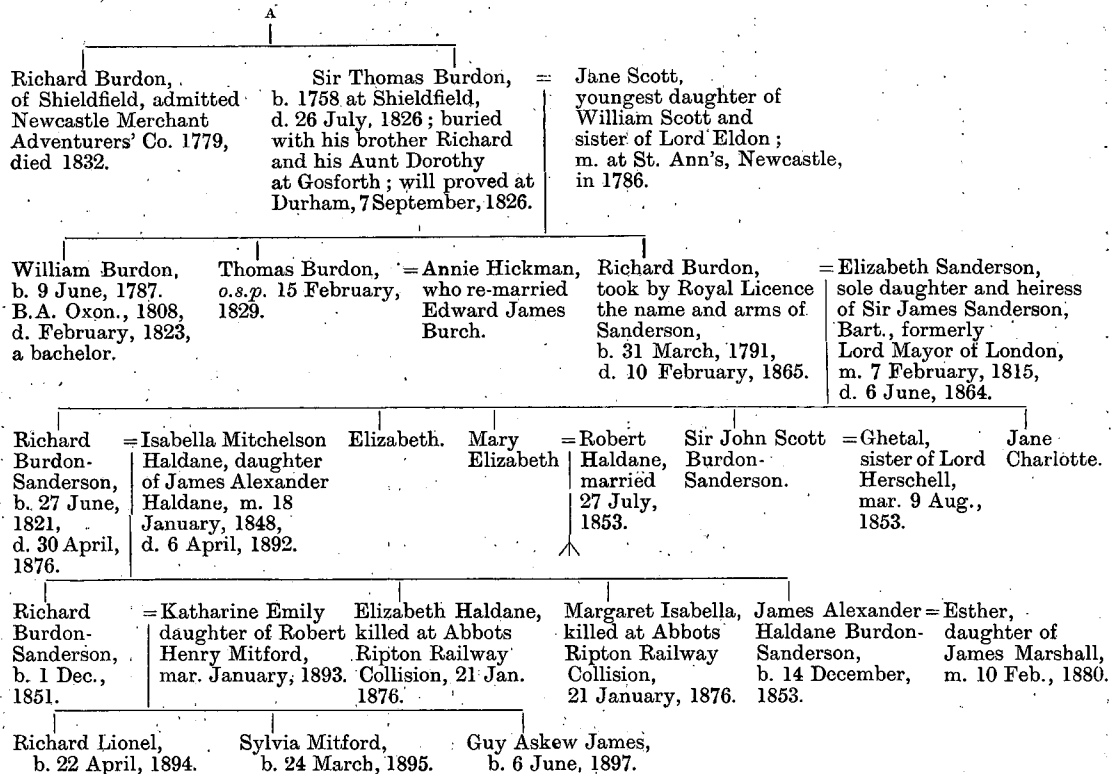 A
Richard Burdon,
of Shieldfield, admitted
Newcastle Merchant
Adventurers' Co. 1779,
died 1832.
Sir Thomas Burdon,
b. 1758 at Shieldfield,
d. 26 July, 1826 ; buried
with his brother Richard
and his Aunt Dorothy
at Gosforth ; will proved at
Durham, 7 September, 1826.
=
Jane Scott,
youngest daughter of
William Scott and
sister of Lord Eldon ;
m. at St. Ann's, Newcastle,
in 1786.
William Burdon,
b. 9 June, 1787.
B.A. Oxon., 1808,
d. February, 1823,
a bachelor.
Thomas Burdon,
o.s.p. 15 February,
1829.
= Annie Hickman,
who re-married
Edward James
Burch.
Richard Burdon,
took by Royal Licence
the name and arms of
Sanderson,
b. 31 March, 1791,
d. 10 February, 1865.
= Elizabeth Sanderson,
sole daughter and heiress
of Sir James Sanderson,
Bart., formerly
Lord Mayor of London,
m. 7 February, 1815,
d. 6 June, 1864.
Richard
Burdon-
Sanderson,
b. 27 June,
1821,
d. 30 April,
1876.
= Isabella Mitchelson
Haldane, daughter
of James Alexander
Haldane, m. 18
January, 1848,
d. 6 April, 1892.
Elizabeth.
Mary
Elizabeth
= Robert
Haldane,
married
27 July,
1853.
Sir John Scott
Burdon-
Sanderson.
= Ghetal,
sister of Lord
Herschell,
mar. 9 Aug.,
1853.
Jane
Charlotte.
Richard
Burdon-
Sanderson,
b. 1 Dec.,
1851.
= Katharine Emily
daughter of Robert
Henry Mitford,
mar. January, 1893.
Elizabeth Haldane,
killed at Abbots
Ripton Railway
Collision, 21 Jan.
1876.
Margaret Isabella,
killed at Abbots
Ripton Railway
Collision,
21 January, 1876.
James Alexander
Haldane Burdon-
Sanderson,
b. 14 December,
1853.
= Esther,
daughter of
James Marshall,
m. 10 Feb., 1880.
Richard Lionel,
b. 22 April, 1894.
Sylvia Mitford,
b. 24 March, 1895.
Guy Askew James,
b. 6 June, 1897.